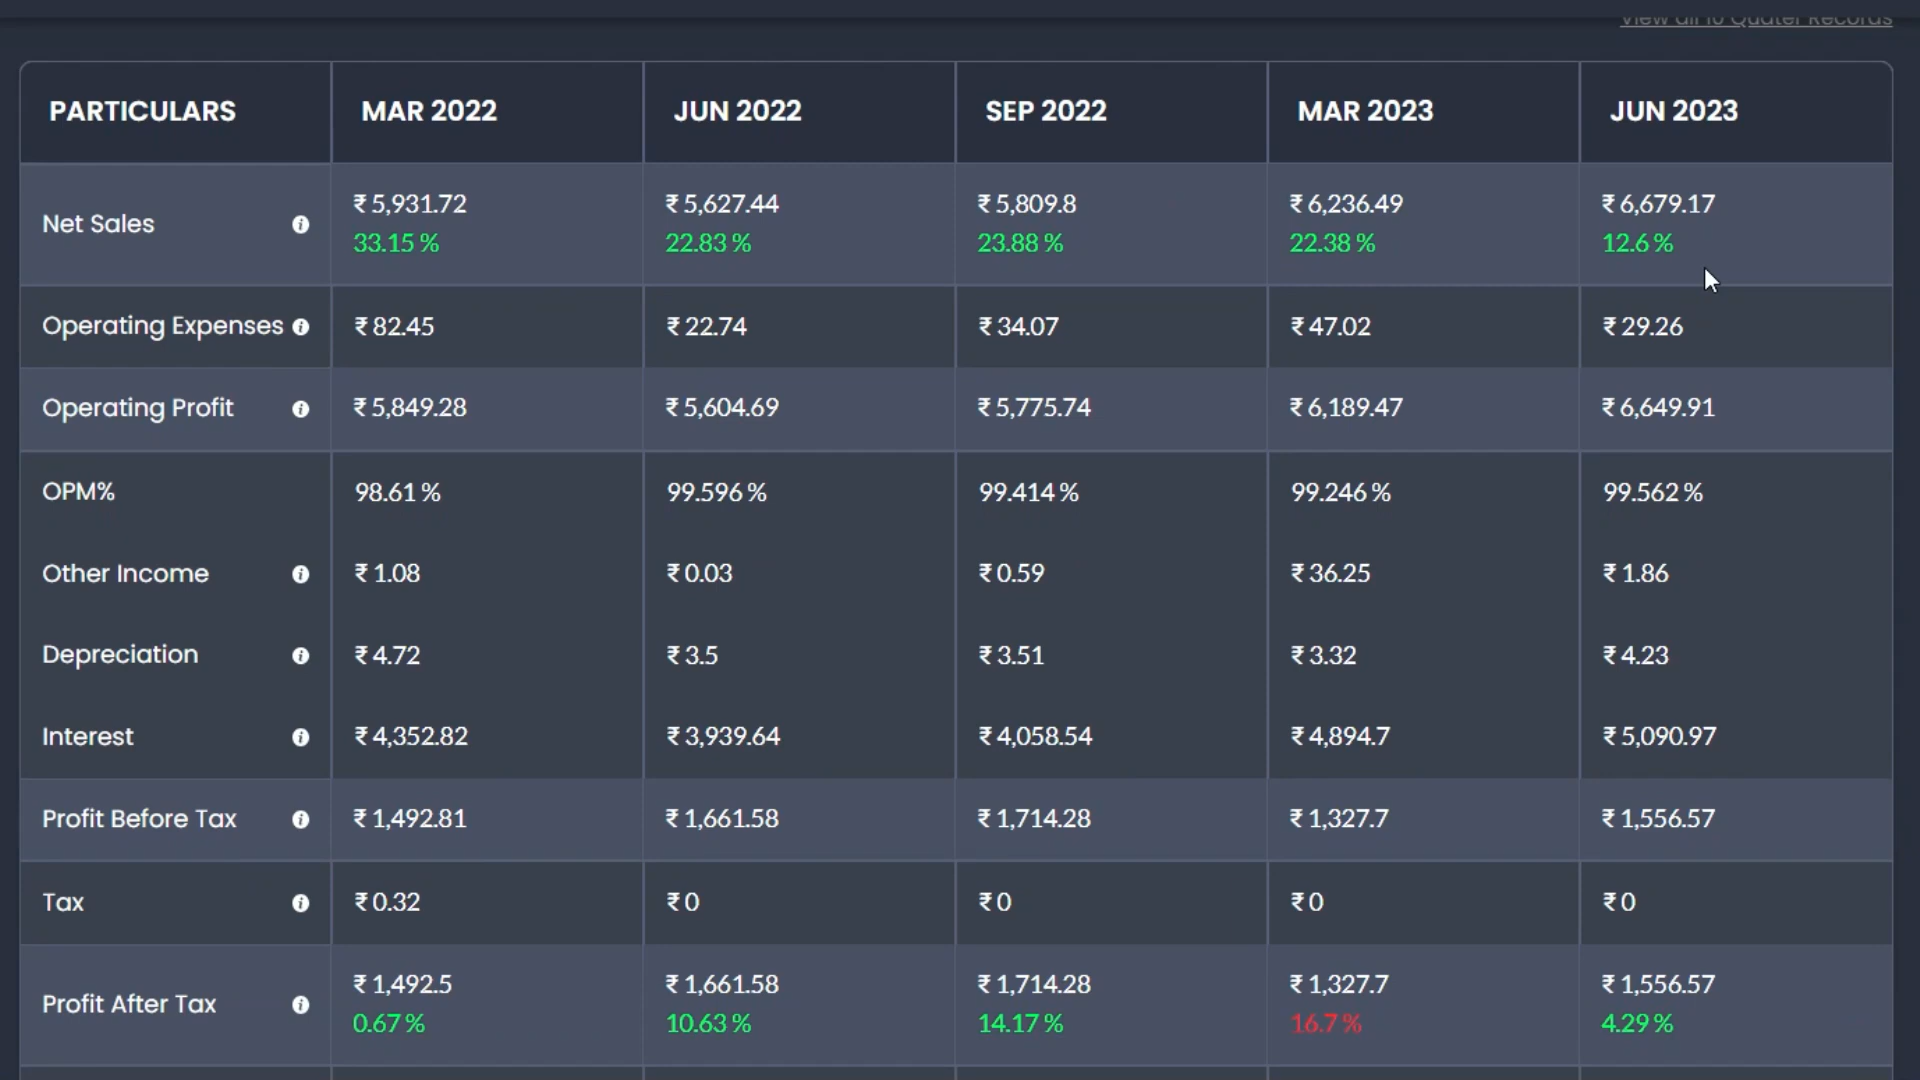 View all 10 Quater Records
PARTICULARS MAR 2022 JUN 2022 SEP 2022 MAR 2023 JUN 2023
Net Sales ₹ 5,931.72 ₹ 5,627.44 ₹ 5,809.8 ₹ 6,236.49 ₹ 6,679.17
33.15 % 22.83 % 23.88 % 22.38 % 12.6 %
Operating Expenses ₹ 82.45 ₹ 22.74 ₹ 34.07 ₹ 47.02 ₹ 29.26
Operating Profit ₹ 5,849.28 ₹ 5,604.69 ₹ 5,775.74 ₹ 6,189.47 ₹ 6,649.91
OPM% 98.61 % 99.596 % 99.414 % 99.246 % 99.562 %
Other Income ₹ 1.08 ₹ 0.03 ₹ 0.59 ₹ 36.25 ₹ 1.86
Depreciation ₹ 4.72 ₹ 3.5 ₹ 3.51 ₹ 3.32 ₹ 4.23
Interest ₹ 4,352.82 ₹ 3,939.64 ₹ 4,058.54 ₹ 4,894.7 ₹ 5,090.97
Profit Before Tax ₹ 1,492.81 ₹ 1,661.58 ₹ 1,714.28 ₹ 1,327.7 ₹ 1,556.57
Tax ₹ 0.32 ₹ 0 ₹ 0 ₹ 0 ₹ 0
Profit After Tax ₹ 1,492.5 ₹ 1,661.58 ₹ 1,714.28 ₹ 1,327.7 ₹ 1,556.57
0.67 % 10.63 % 14.17 % 16.7 % 4.29 %